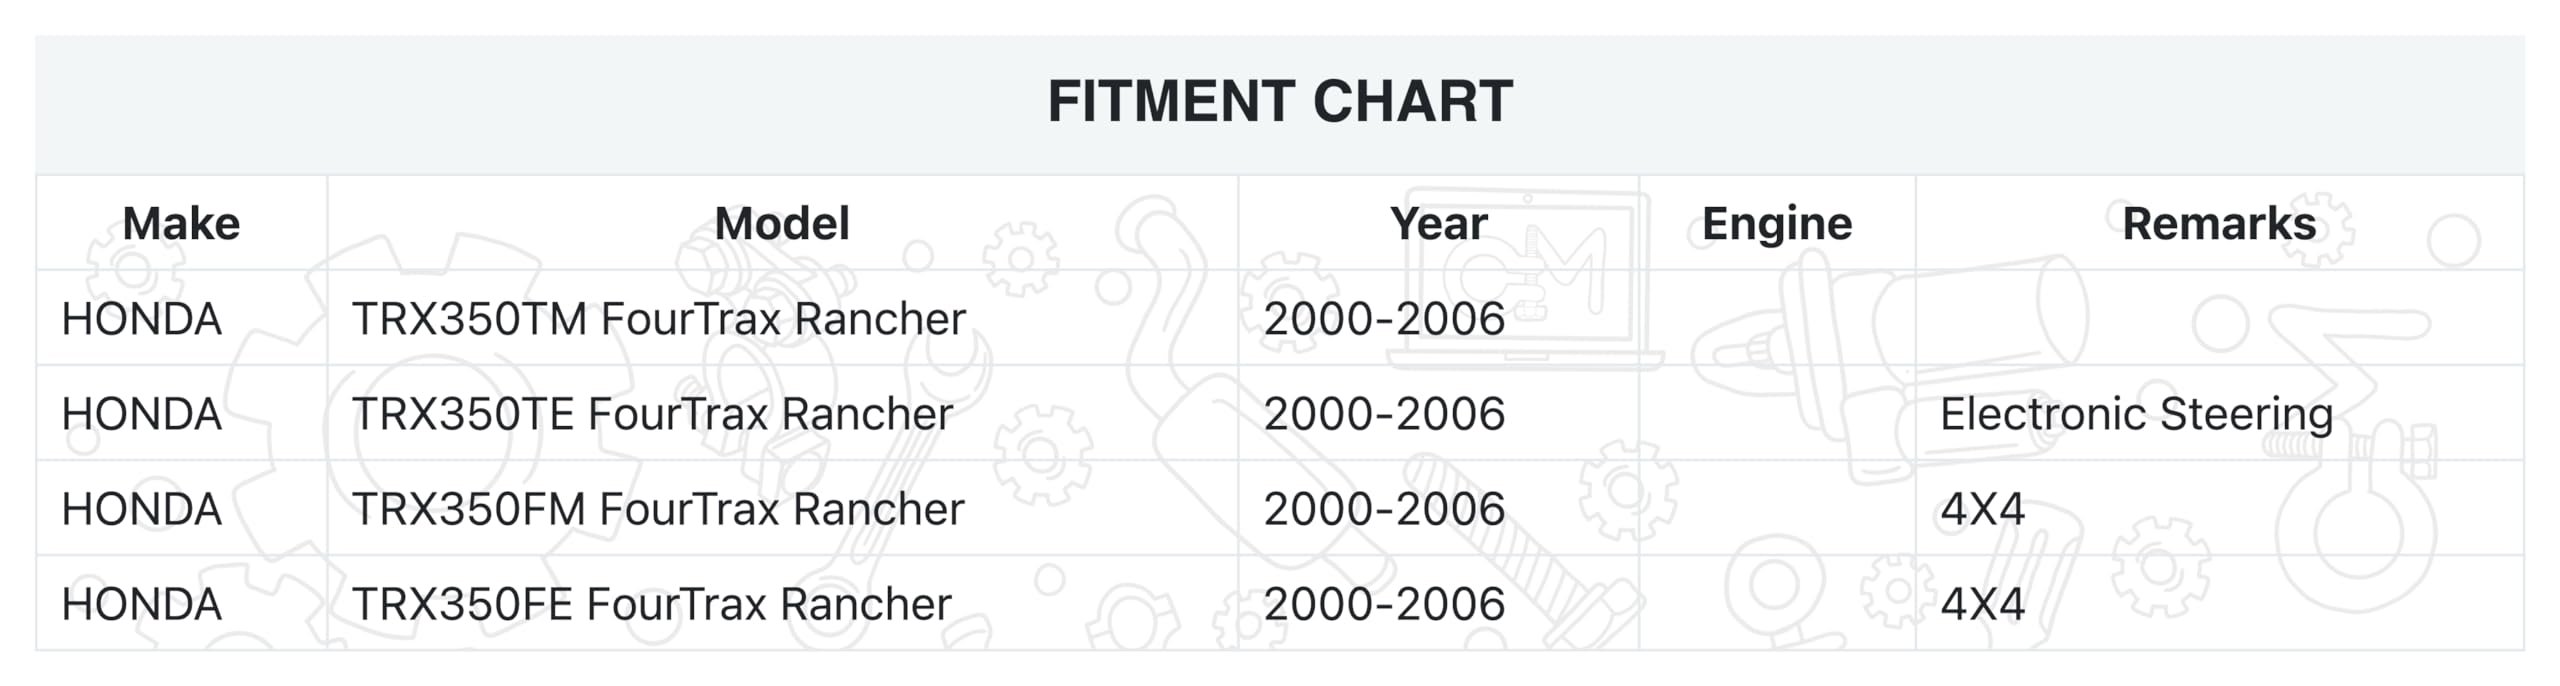 FITMENT CHART
Make Model Year Engine Remarks
HONDA TRX350TM FourTrax Rancher 2000-2006
HONDA TRX350TE FourTrax Rancher 2000-2006 Electronic Steering
HONDA TRX350FM FourTrax Rancher 2000-2006 4X4
HONDA TRX350FE FourTrax Rancher 2000-2006 4X4